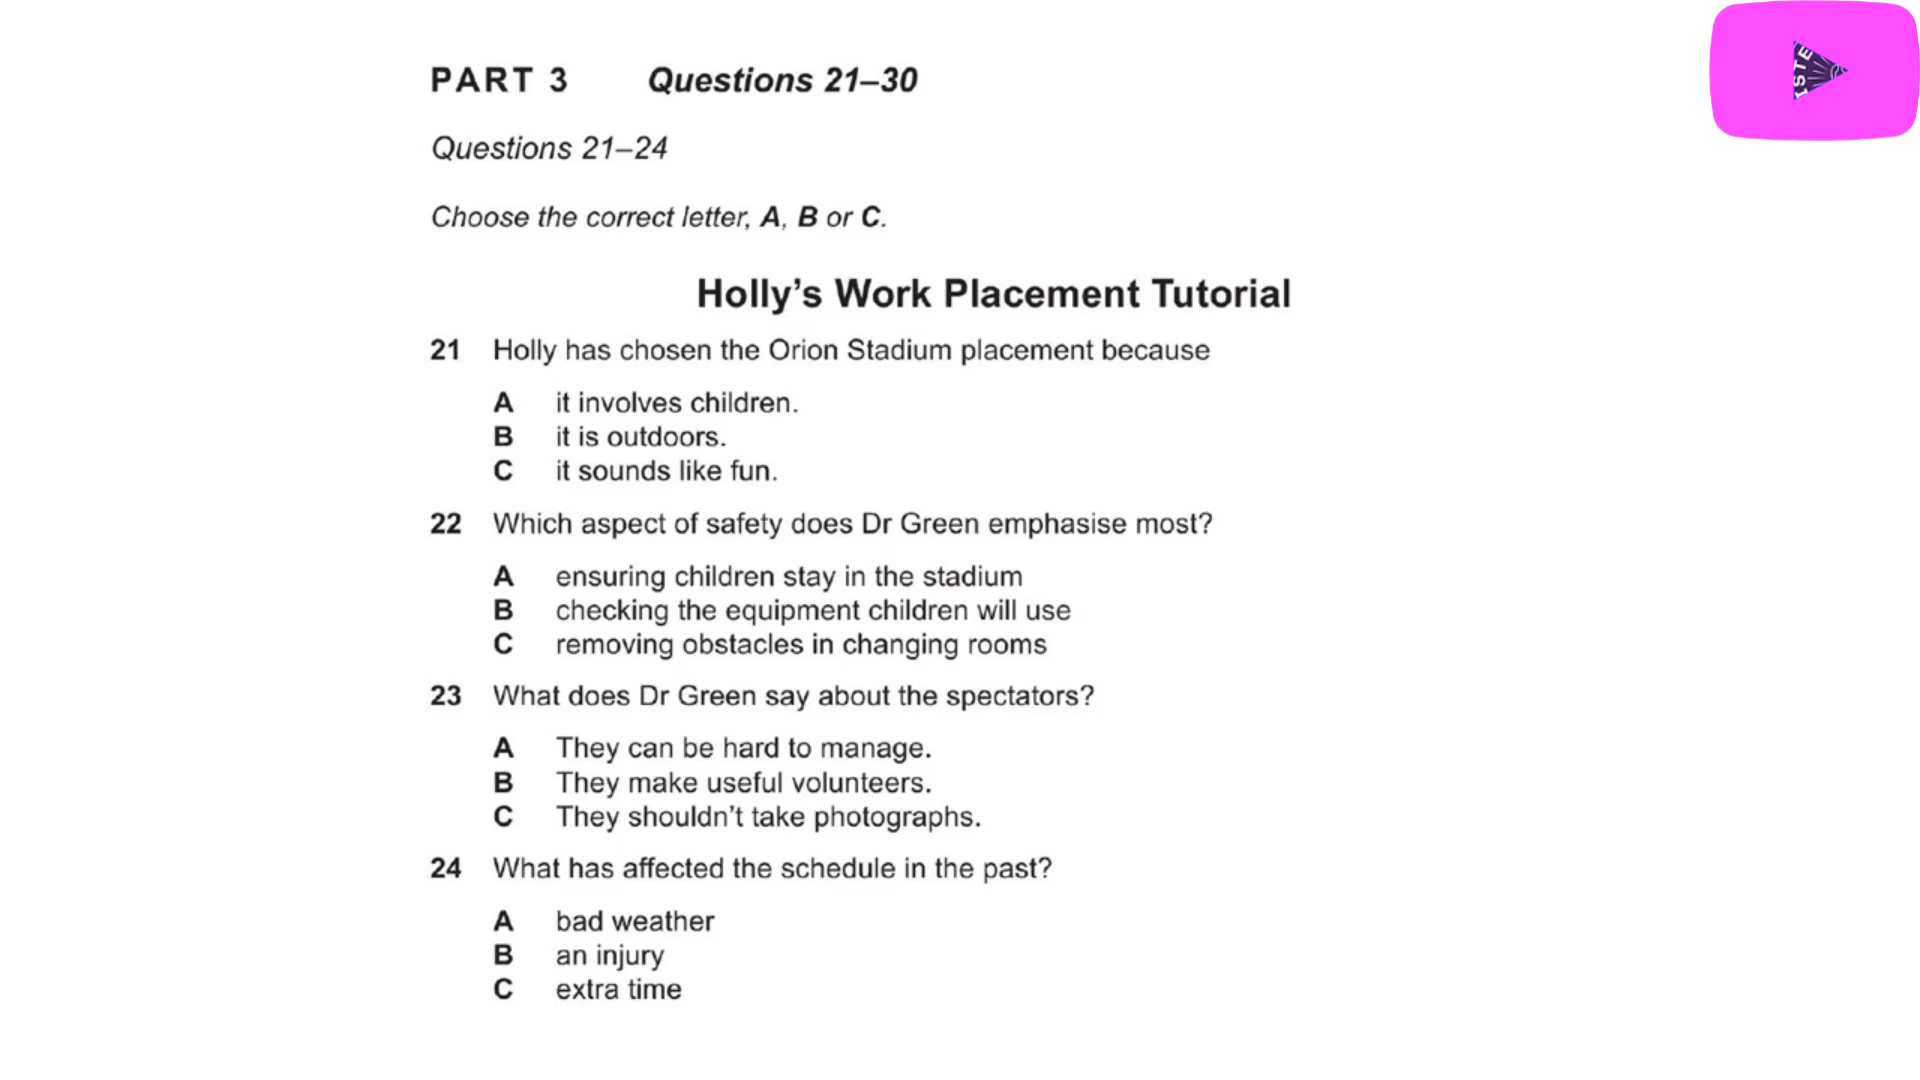 PART 3 Questions 21–30
Questions 21–24
Choose the correct letter, A, B or C.
Holly's Work Placement Tutorial
21 Holly has chosen the Orion Stadium placement because
A it involves children.
B it is outdoors.
C it sounds like fun.
22 Which aspect of safety does Dr Green emphasise most?
A ensuring children stay in the stadium
B checking the equipment children will use
C removing obstacles in changing rooms
23 What does Dr Green say about the spectators?
A They can be hard to manage.
B They make useful volunteers.
C They shouldn't take photographs.
24 What has affected the schedule in the past?
A bad weather
B an injury
C extra time